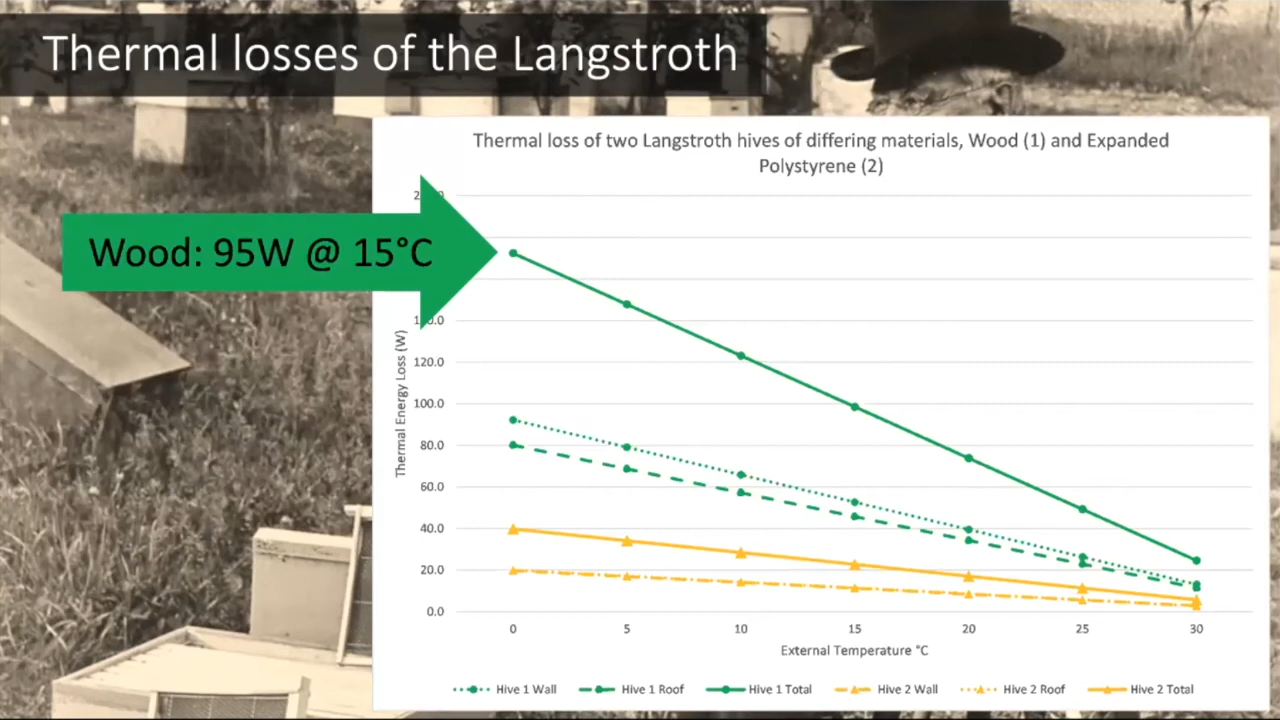 Thermal losses of the Langstroth
Thermal loss of two Langstroth hives of differing materials, Wood (1) and Expanded
Polystyrene (2)
Wood: 95W @ 15°C
Thermal Energy Loss (W)
120.0
100.0
80.0
60.0
40.0
20.0
0.0
0 5 10 15 20 25 30
External Temperature °C
Hive 1 Wall Hive 1 Roof Hive 1 Total Hive 2 Wall Hive 2 Roof Hive 2 Total